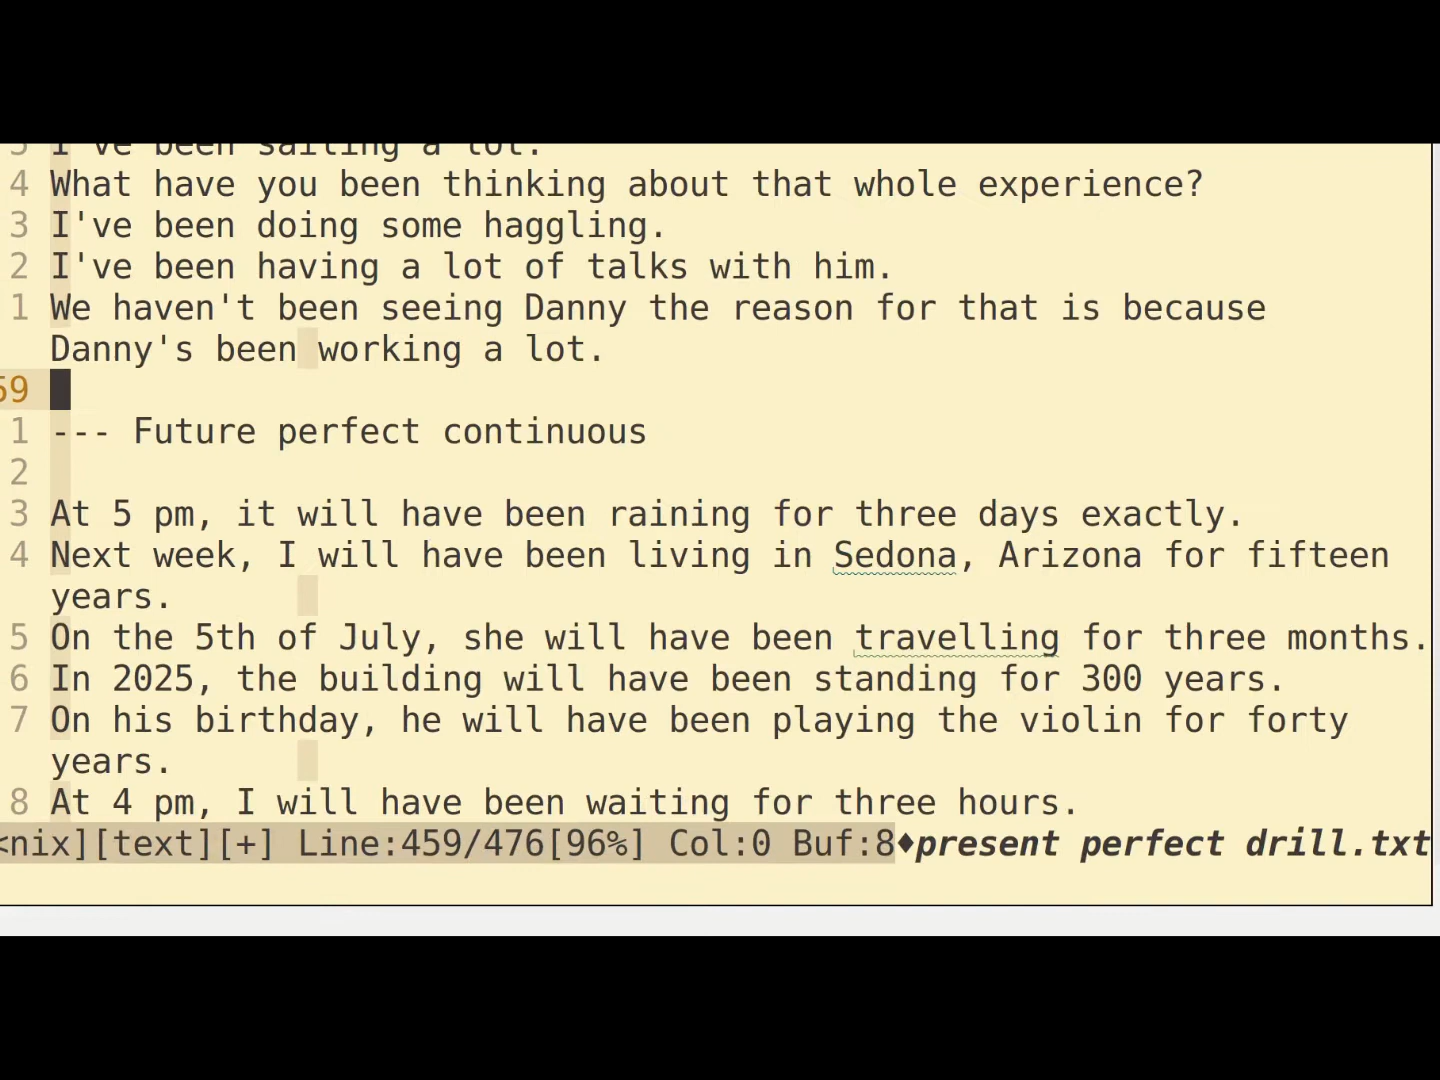 5 I've been sailing a lot.
4 What have you been thinking about that whole experience?
3 I've been doing some haggling.
2 I've been having a lot of talks with him.
1 We haven't been seeing Danny the reason for that is because
Danny's been working a lot.
59
1 --- Future perfect continuous
2
3 At 5 pm, it will have been raining for three days exactly.
4 Next week, I will have been living in Sedona, Arizona for fifteen
years.
5 On the 5th of July, she will have been travelling for three months.
6 In 2025, the building will have been standing for 300 years.
7 On his birthday, he will have been playing the violin for forty
years.
8 At 4 pm, I will have been waiting for three hours.
<nix][text][+] Line:459/476[96%] Col:0 Buf:8♦present perfect drill.txt